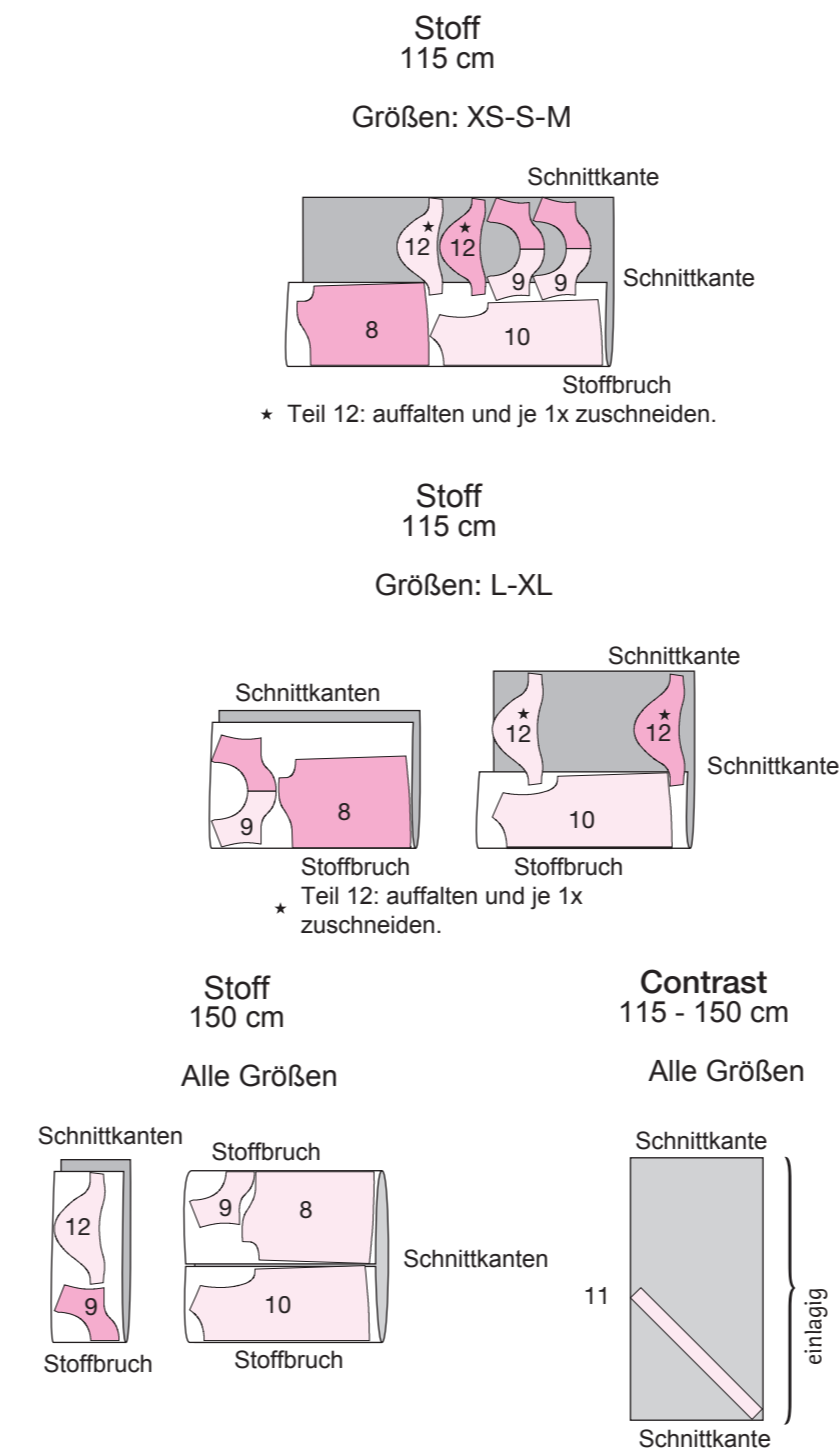 Stoff
115 cm
Größen: XS-S-M
Schnittkante
★
★
12
12
9
9
Schnittkante
8
10
Stoffbruch
★ Teil 12: auffalten und je 1x zuschneiden.
Stoff
115 cm
Größen: L-XL
Schnittkanten
9
8
Stoffbruch
Schnittkante
★
★
12
12
Schnittkante
10
Stoffbruch
★ Teil 12: auffalten und je 1x
zuschneiden.
Stoff
150 cm
Alle Größen
Schnittkanten
12
9
Stoffbruch
Stoffbruch
9
8
Schnittkanten
10
Stoffbruch
Contrast
115 - 150 cm
Alle Größen
Schnittkante
11
einlagig
Schnittkante